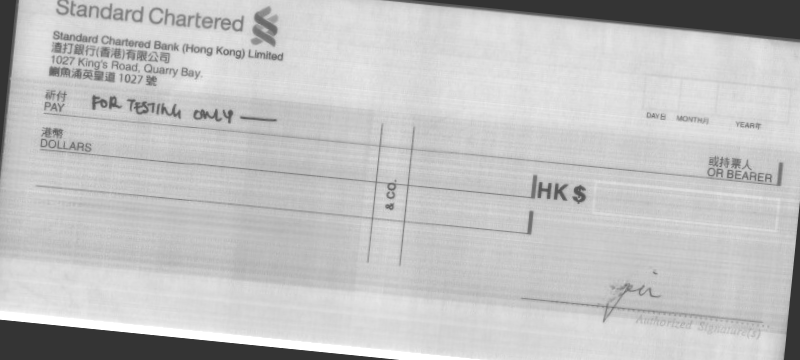 Standard Chartered
Standard Chartered Bank (Hong Kong) Limited
渣打銀行(香港)有限公司
1027 King's Road, Quarry Bay.
鰂魚涌英皇道 1027 號
祈付
PAY FOR TESTING ONLY
DAY日 MONTH月 YEAR年
或持票人
OR BEARER
港幣
DOLLARS
& CO.
HK $
Authorized Signature(s)